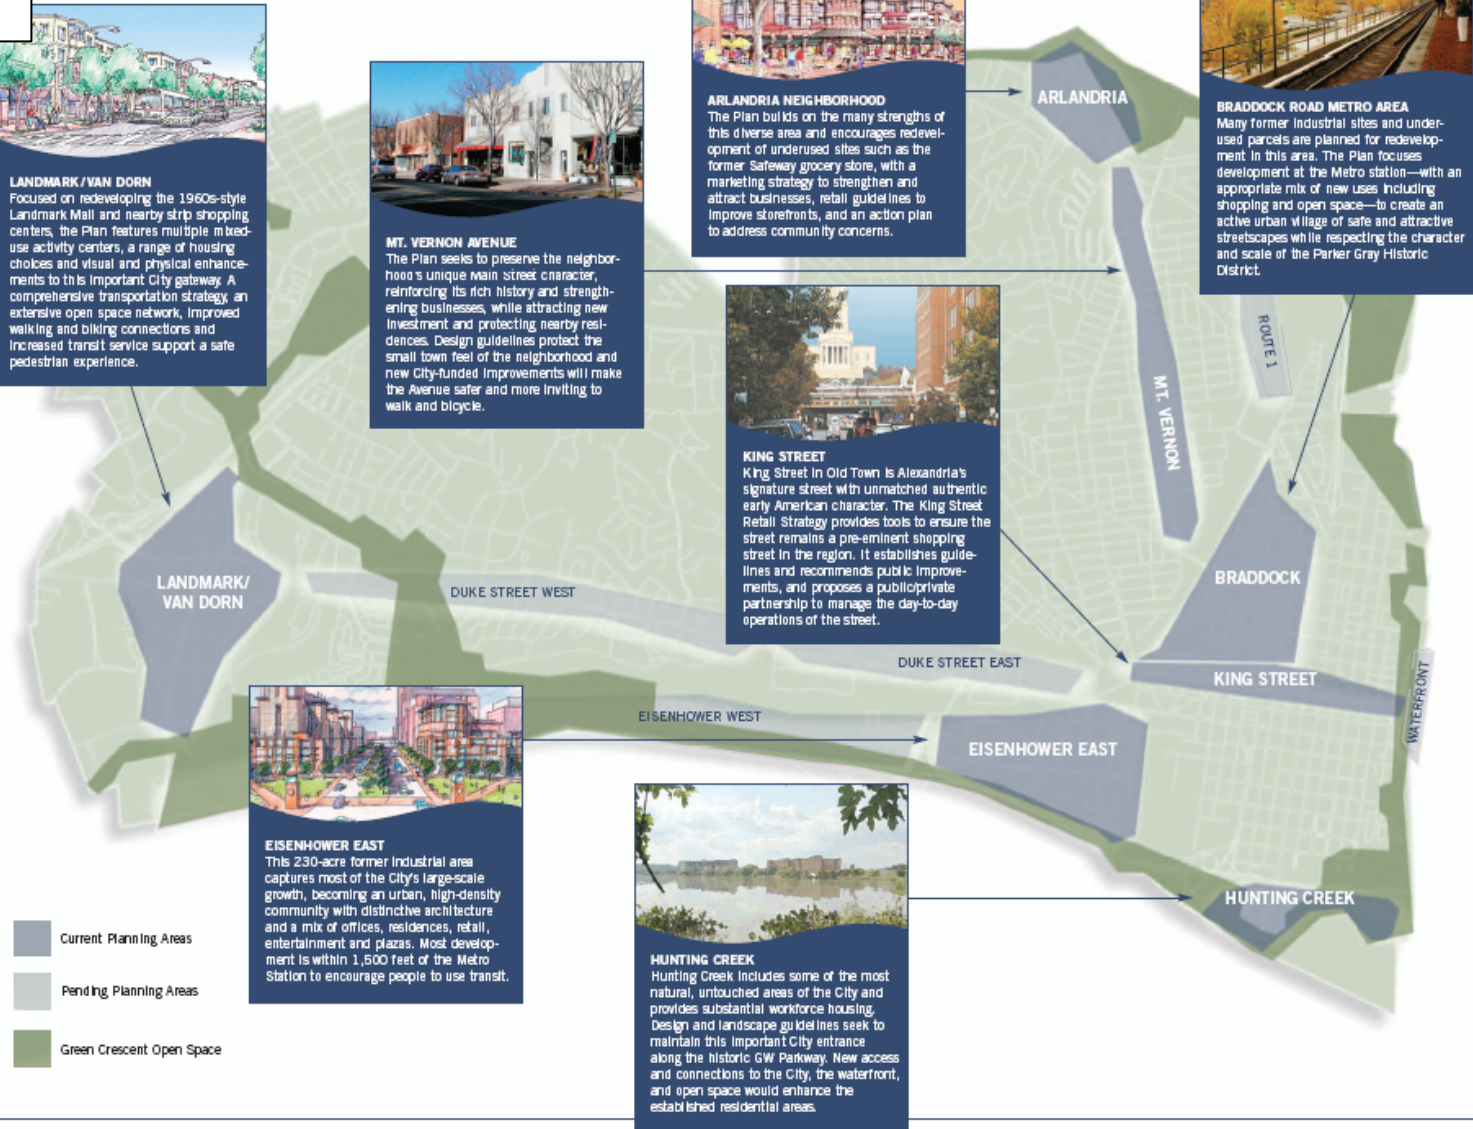 LANDMARK/VAN DORN
Focused on redeveloping the 1960s-style
Landmark Mall and nearby strip shopping
centers, the Plan features multiple mixed-
use activity centers, a range of housing
choices and visual and physical enhance-
ments to this important City gateway. A
comprehensive transportation strategy, an
extensive open space network, improved
walking and biking connections and
increased transit service support a safe
pedestrian experience.
MT. VERNON AVENUE
The Plan seeks to preserve the neighbor-
hood's unique Main Street character,
reinforcing its rich history and strength-
ening businesses, while attracting new
investment and protecting nearby resi-
dences. Design guidelines protect the
small town feel of the neighborhood and
new City-funded improvements will make
the Avenue safer and more inviting to
walk and bicycle.
ARLANDRIA NEIGHBORHOOD
The Plan builds on the many strengths of
this diverse area and encourages redevel-
opment of underused sites such as the
former Safeway grocery store, with a
marketing strategy to strengthen and
attract businesses, retail guidelines to
improve storefronts, and an action plan
to address community concerns.
BRADDOCK ROAD METRO AREA
Many former industrial sites and under-
used parcels are planned for redevelop-
ment in this area. The Plan focuses
development at the Metro station—with an
appropriate mix of new uses including
shopping and open space—to create an
active urban village of safe and attractive
streetscapes while respecting the character
and scale of the Parker Gray Historic
District.
KING STREET
King Street in Old Town is Alexandria's
signature street with unmatched authentic
early American character. The King Street
Retail Strategy provides tools to ensure the
street remains a pre-eminent shopping
street in the region. It establishes guide-
lines and recommends public improve-
ments, and proposes a public/private
partnership to manage the day-to-day
operations of the street.
ARLANDRIA
ROUTE 1
MT. VERNON
LANDMARK/
VAN DORN
DUKE STREET WEST
BRADDOCK
DUKE STREET EAST
KING STREET
WATERFRONT
EISENHOWER WEST
EISENHOWER EAST
HUNTING CREEK
EISENHOWER EAST
This 230-acre former industrial area
captures most of the City's large-scale
growth, becoming an urban, high-density
community with distinctive architecture
and a mix of offices, residences, retail,
entertainment and plazas. Most develop-
ment is within 1,500 feet of the Metro
Station to encourage people to use transit.
HUNTING CREEK
Hunting Creek includes some of the most
natural, untouched areas of the City and
provides substantial workforce housing.
Design and landscape guidelines seek to
maintain this important City entrance
along the historic GW Parkway. New access
and connections to the City, the waterfront,
and open space would enhance the
established residential areas.
Current Planning Areas
Pending Planning Areas
Green Crescent Open Space